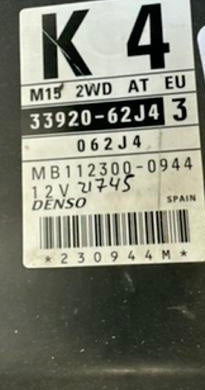 K 4
M15 2WD AT EU
33920-62J4 3
062J4
MB112300-0944
12V 21745
DENSO SPAIN
*230944M*